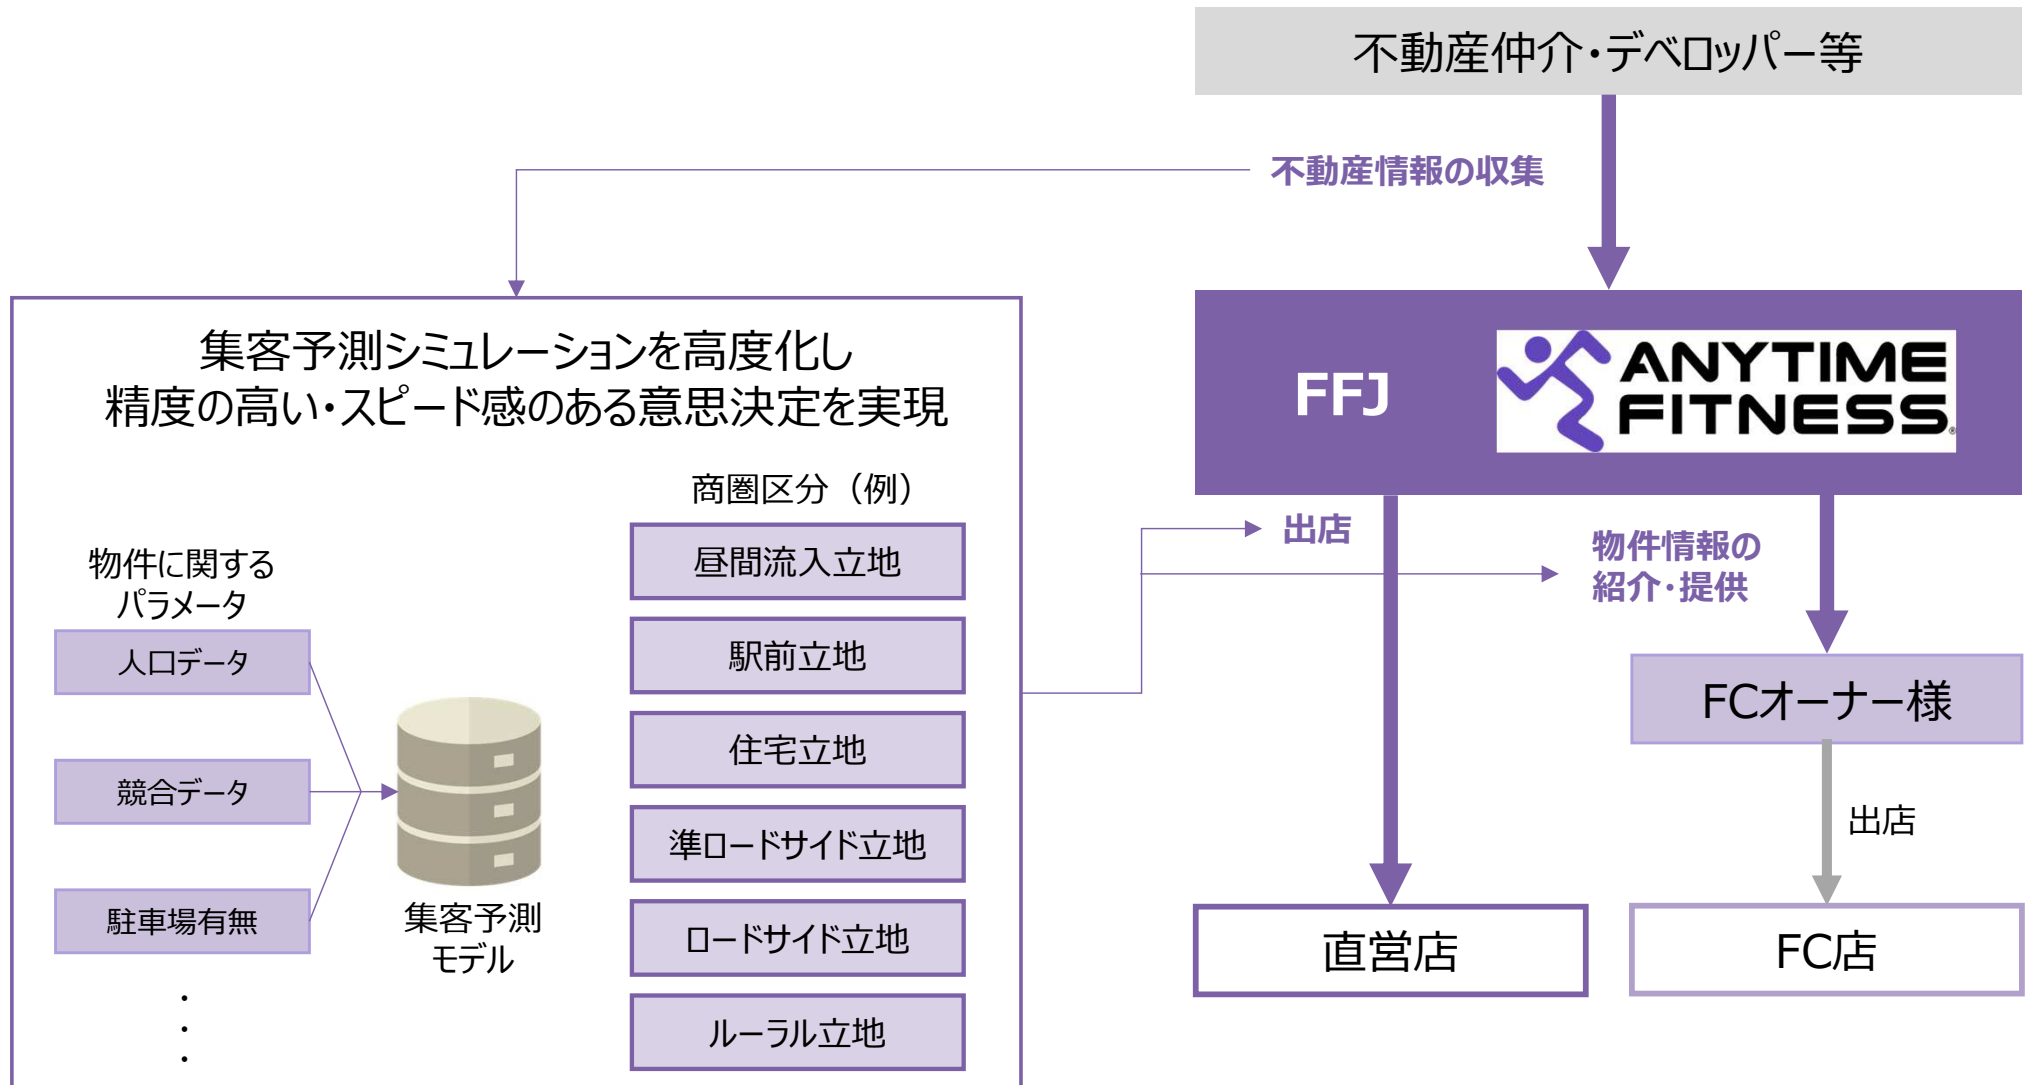 不動産仲介・デベロッパー等
不動産情報の収集
FFJ
ANYTIME
FITNESS®
集客予測シミュレーションを高度化し
精度の高い・スピード感のある意思決定を実現
物件に関する
パラメータ
人口データ
競合データ
駐車場有無
・
・
・
集客予測
モデル
商圏区分（例）
昼間流入立地
駅前立地
住宅立地
準ロードサイド立地
ロードサイド立地
ルーラル立地
出店
物件情報の
紹介・提供
FCオーナー様
出店
直営店
FC店